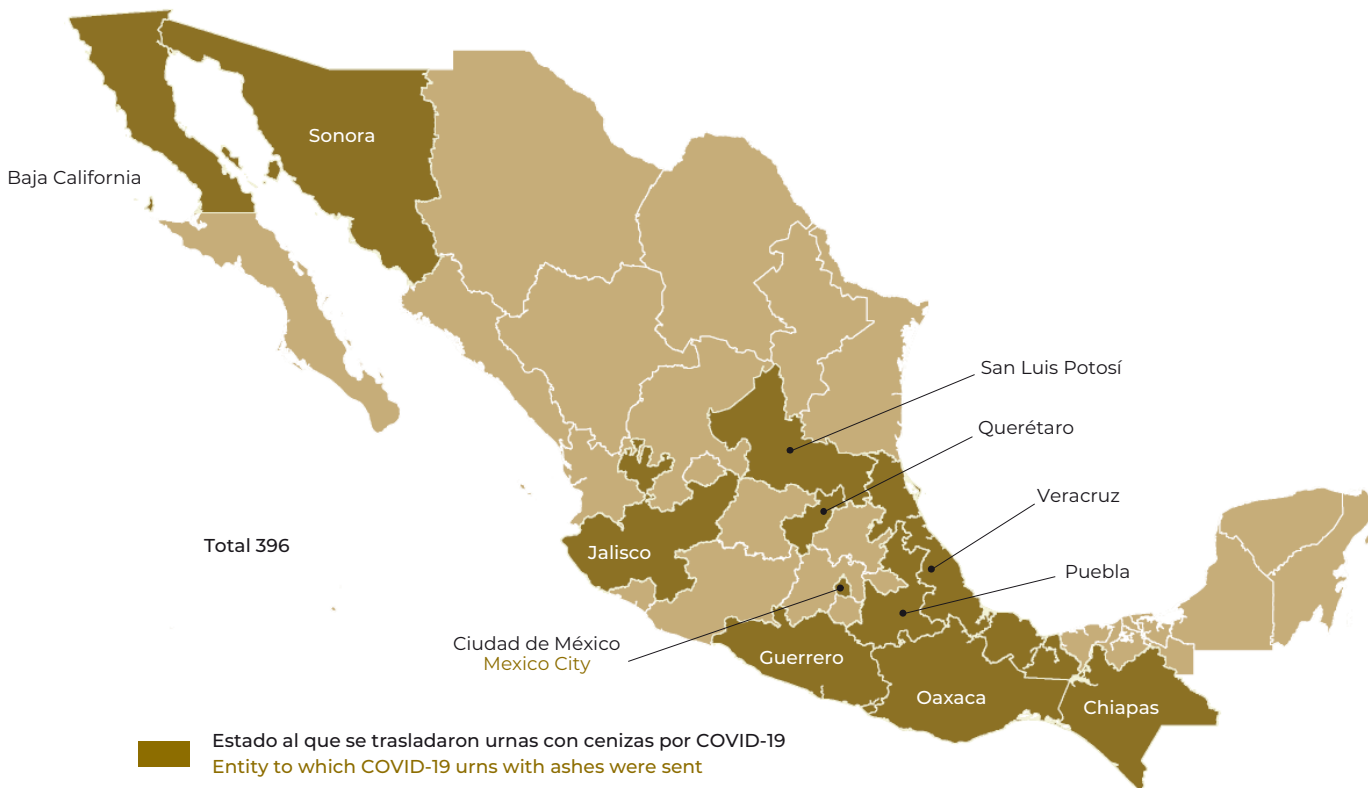 Sonora
Baja California
San Luis Potosí
Querétaro
Veracruz
Total 396
Jalisco
Puebla
Ciudad de México
Mexico City
Guerrero
Oaxaca
Chiapas
Estado al que se trasladaron urnas con cenizas por COVID-19
Entity to which COVID-19 urns with ashes were sent